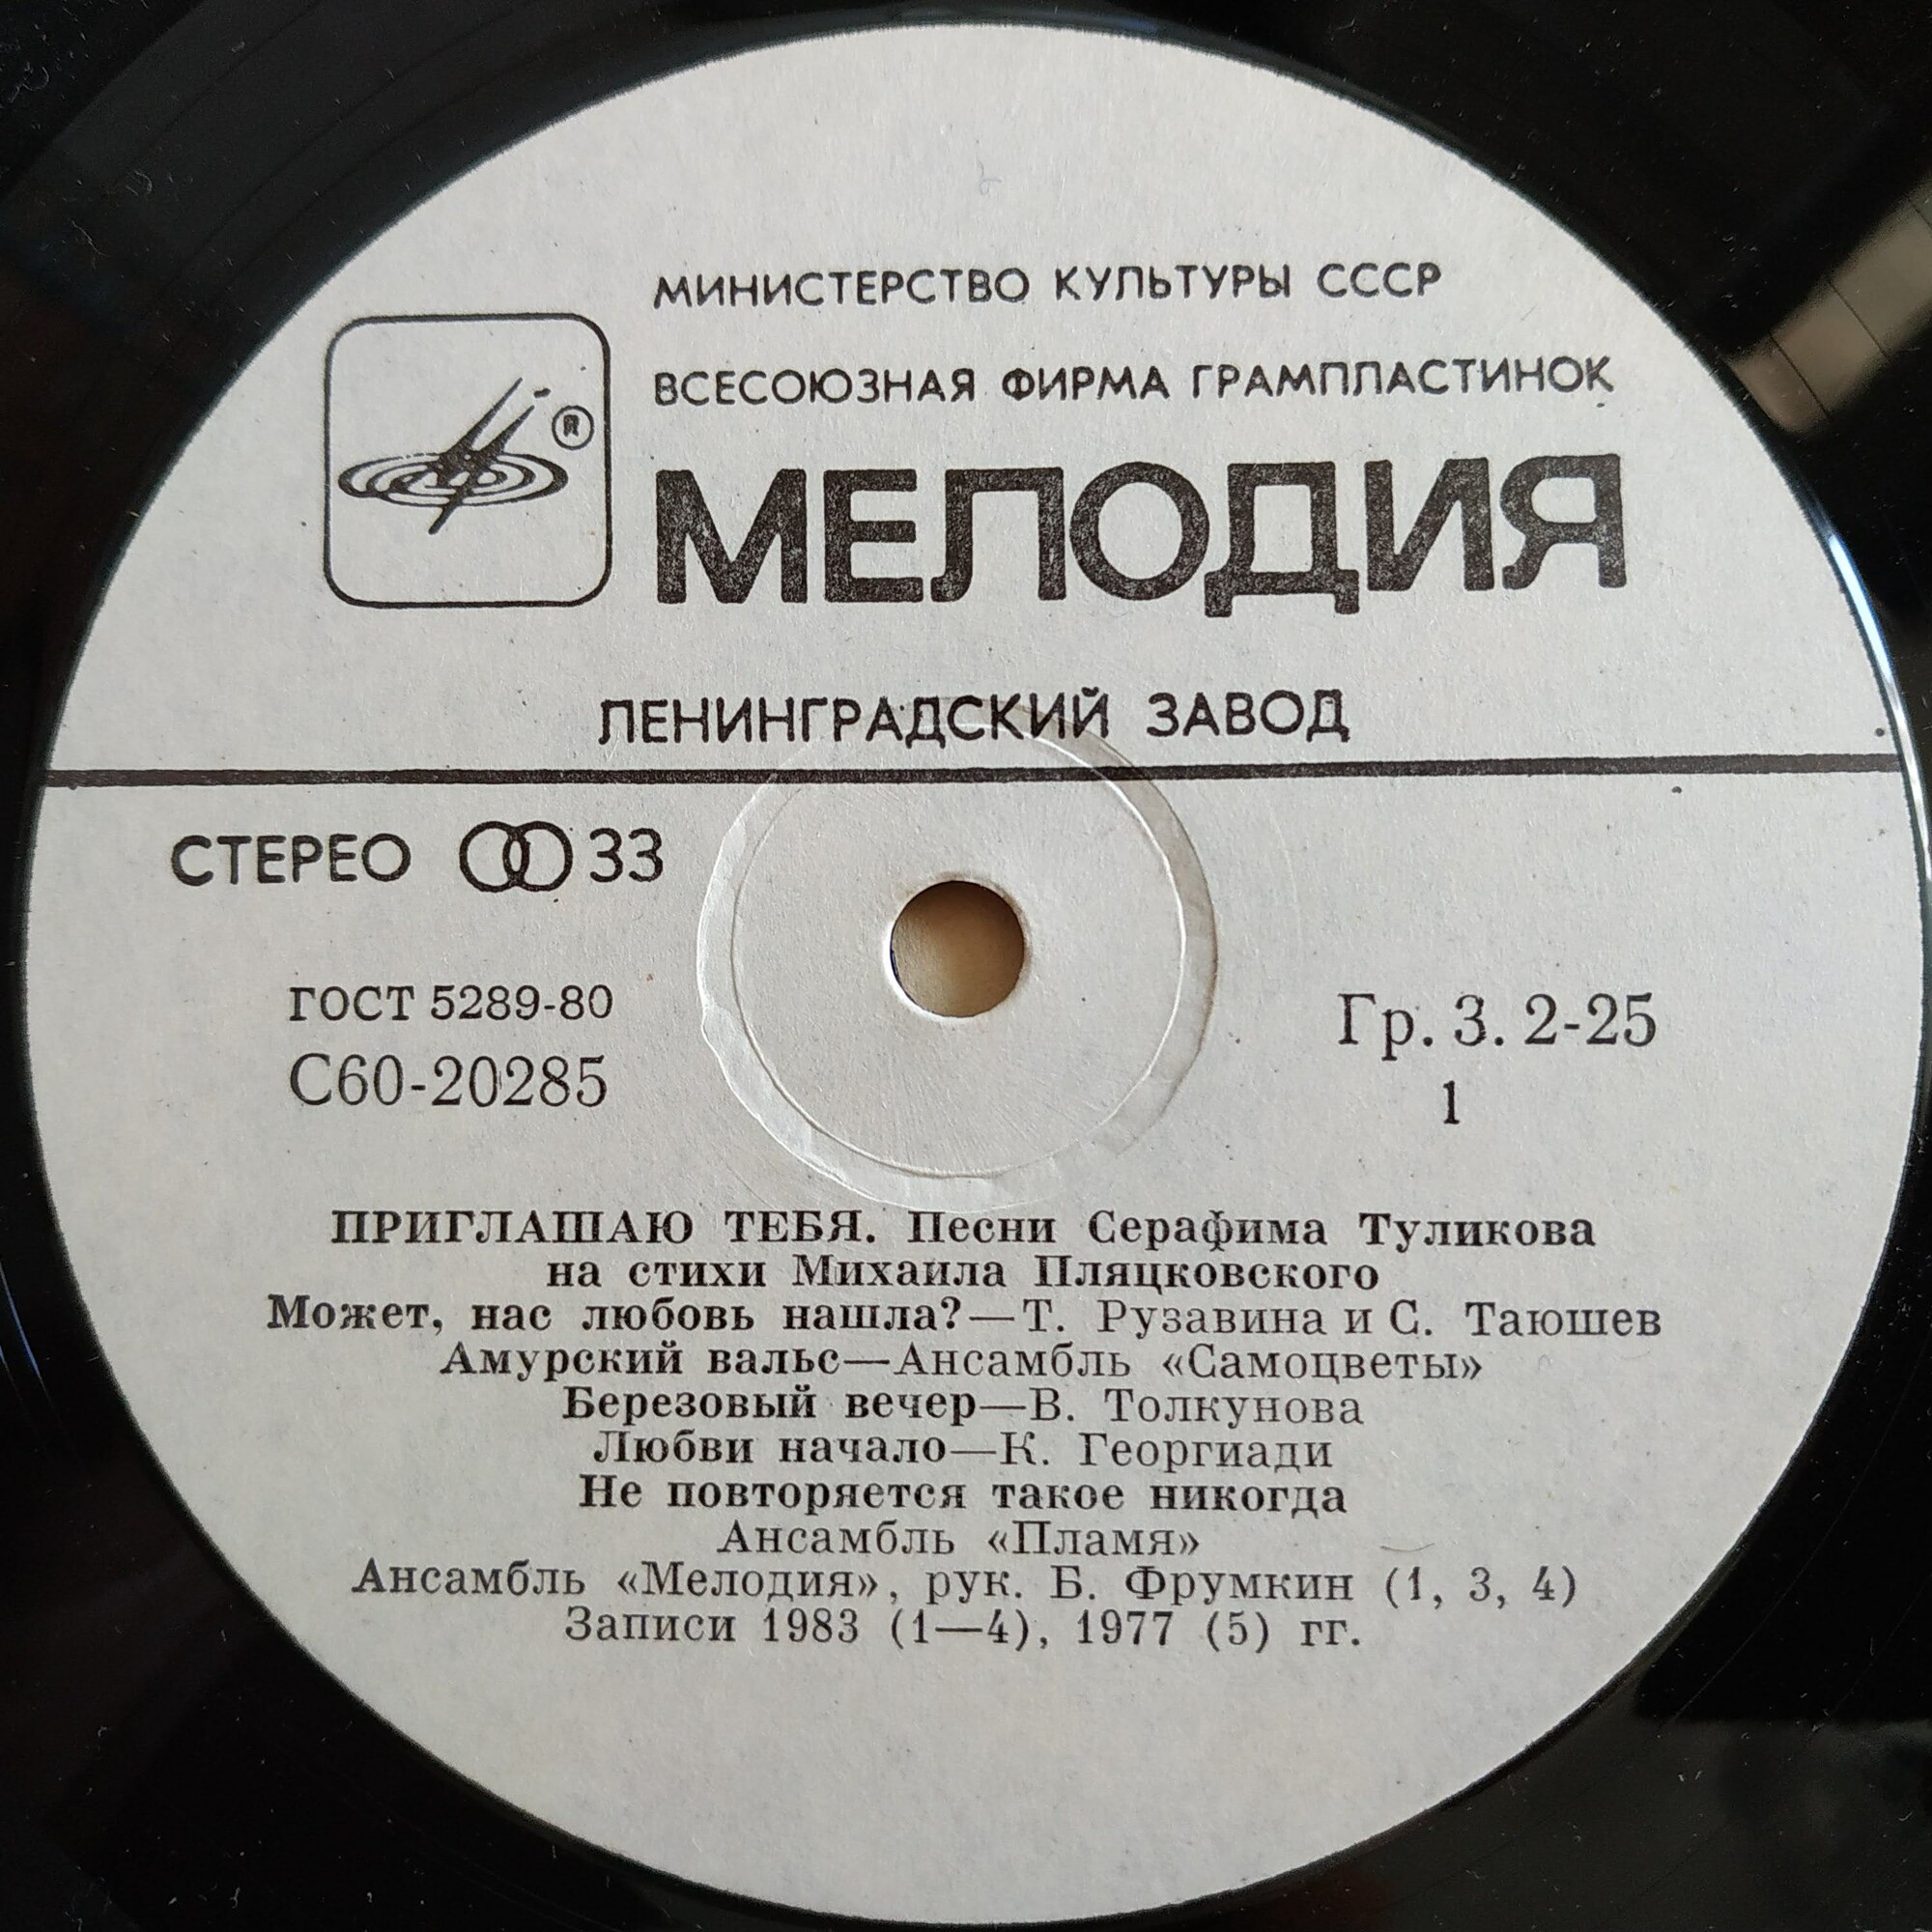 МИНИСТЕРСТВО КУЛЬТУРЫ СССР
ВСЕСОЮЗНАЯ ФИРМА ГРАМПЛАСТИНОК
®
МЕЛОДИЯ
ЛЕНИНГРАДСКИЙ ЗАВОД
СТЕРЕО 33
ГОСТ 5289-80
С60-20285
Гр. 3. 2-25
1
ПРИГЛАШАЮ ТЕБЯ. Песни Серафима Туликова
на стихи Михаила Пляцковского
Может, нас любовь нашла?—Т. Рузавина и С. Таюшев
Амурский вальс—Ансамбль «Самоцветы»
Березовый вечер—В. Толкунова
Любви начало—К. Георгиади
Не повторяется такое никогда
Ансамбль «Пламя»
Ансамбль «Мелодия», рук. Б. Фрумкин (1, 3, 4)
Записи 1983 (1—4), 1977 (5) гг.